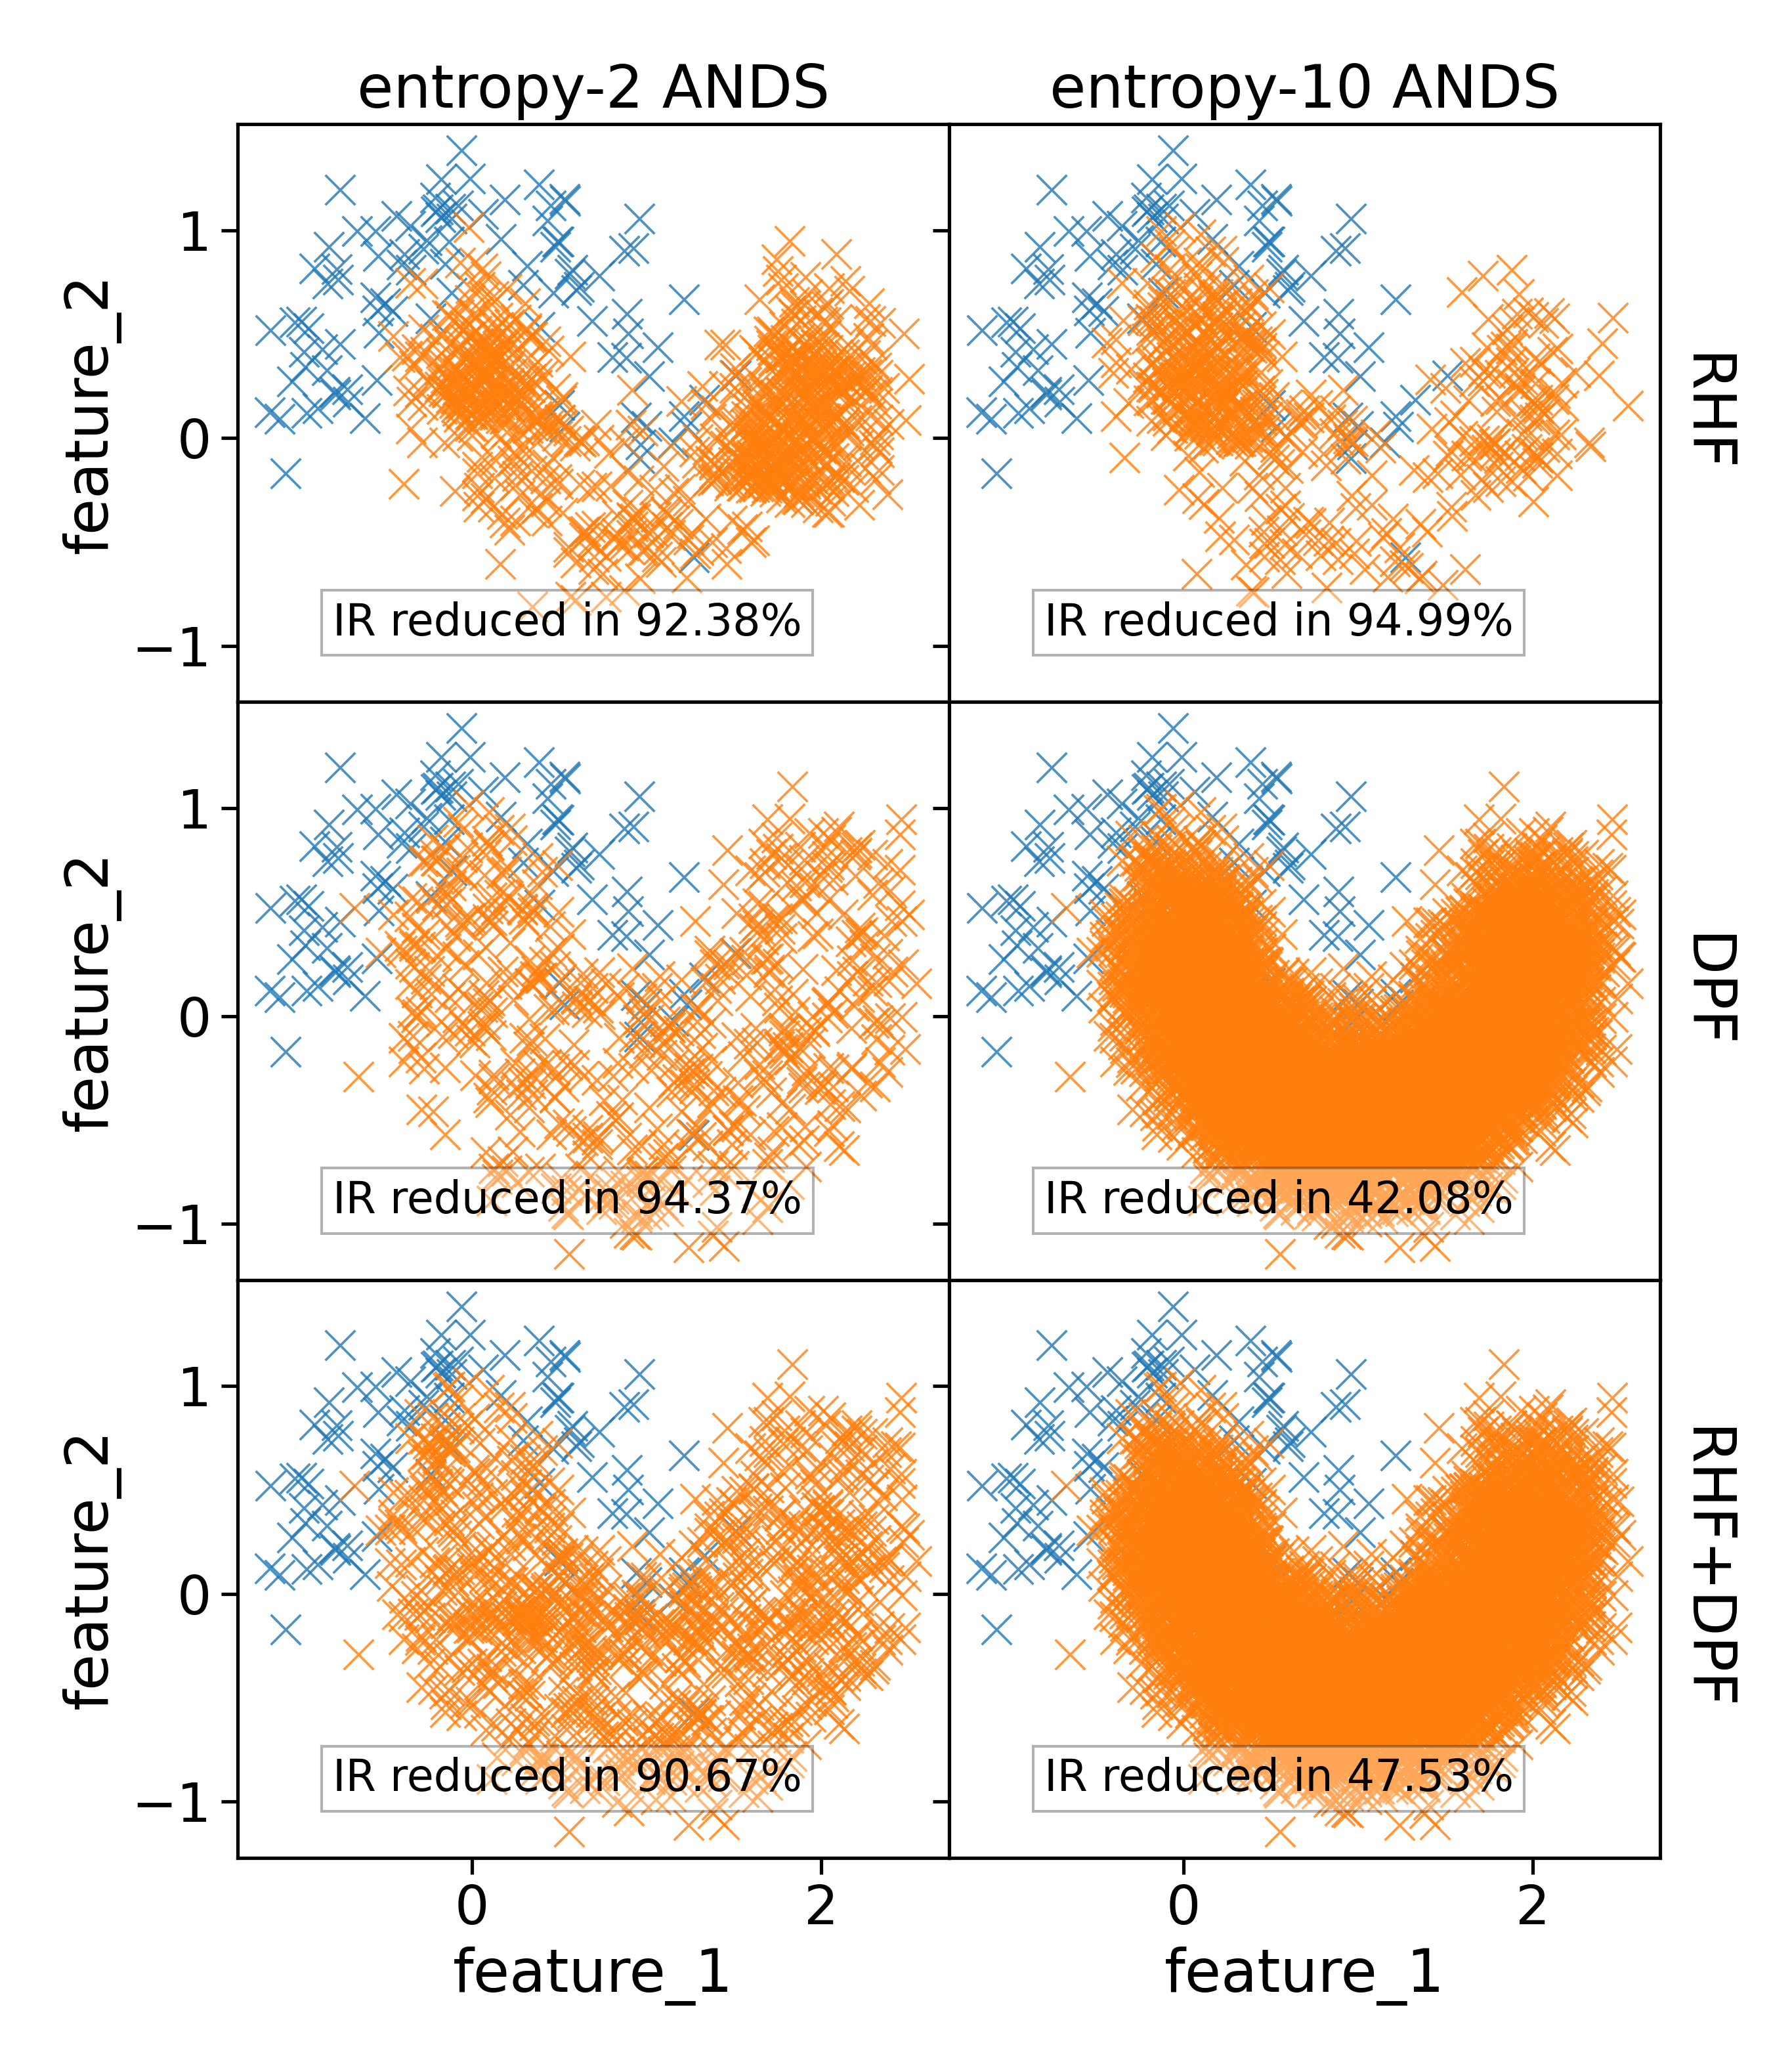 entropy-2 ANDS
entropy-10 ANDS
1
0
−1
feature_2
IR reduced in 92.38%
IR reduced in 94.99%
RHF
1
0
−1
feature_2
IR reduced in 94.37%
IR reduced in 42.08%
DPF
1
0
−1
feature_2
IR reduced in 90.67%
IR reduced in 47.53%
RHF+DPF
0
2
0
2
feature_1
feature_1